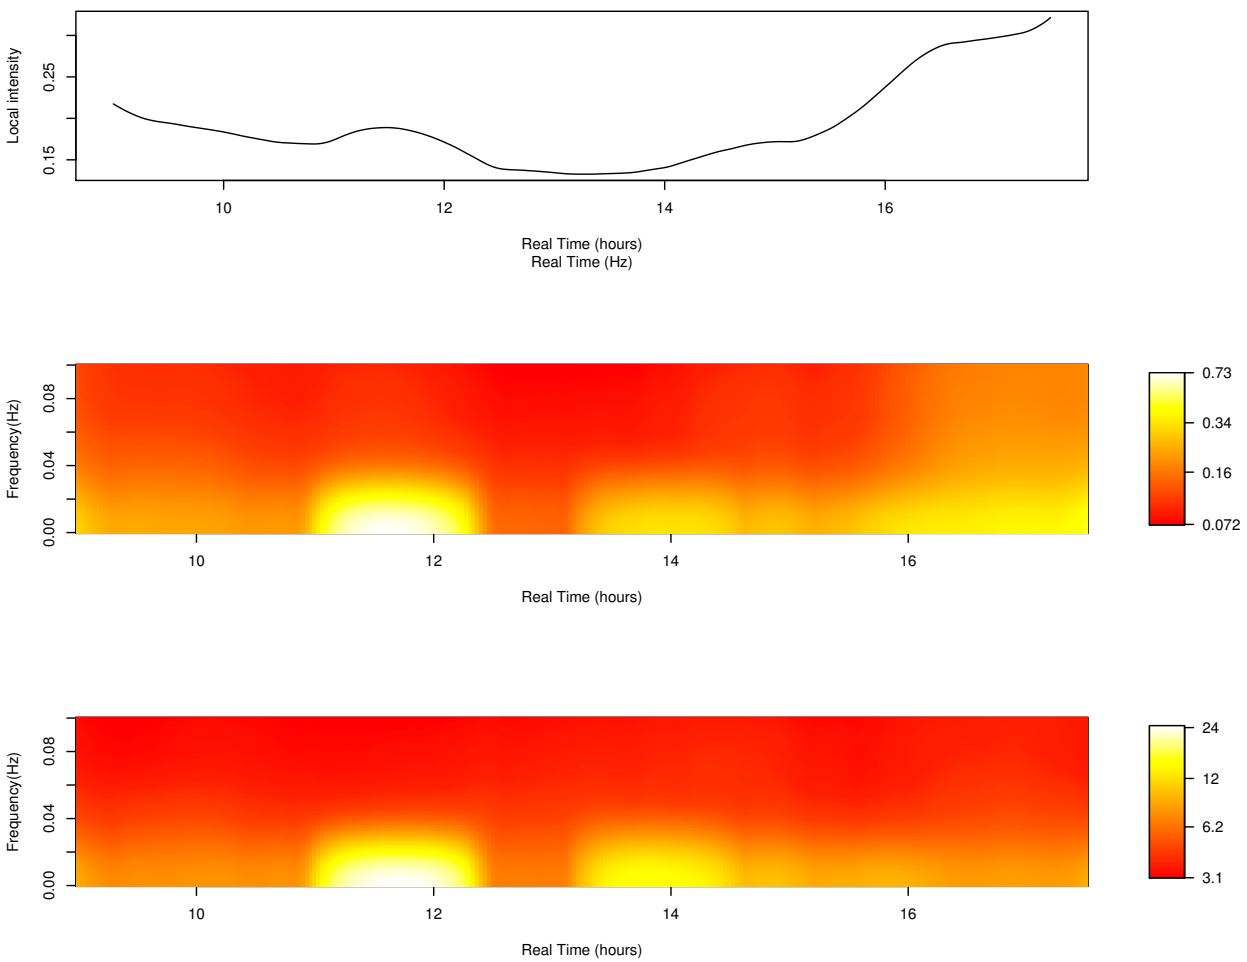 Local intensity
0.25
0.15
10 12 14 16
Real Time (hours)
Real Time (Hz)
Frequency(Hz)
0.08
0.04
0.00
10 12 14 16
Real Time (hours)
0.73
0.34
0.16
0.072
Frequency(Hz)
0.08
0.04
0.00
10 12 14 16
Real Time (hours)
24
12
6.2
3.1